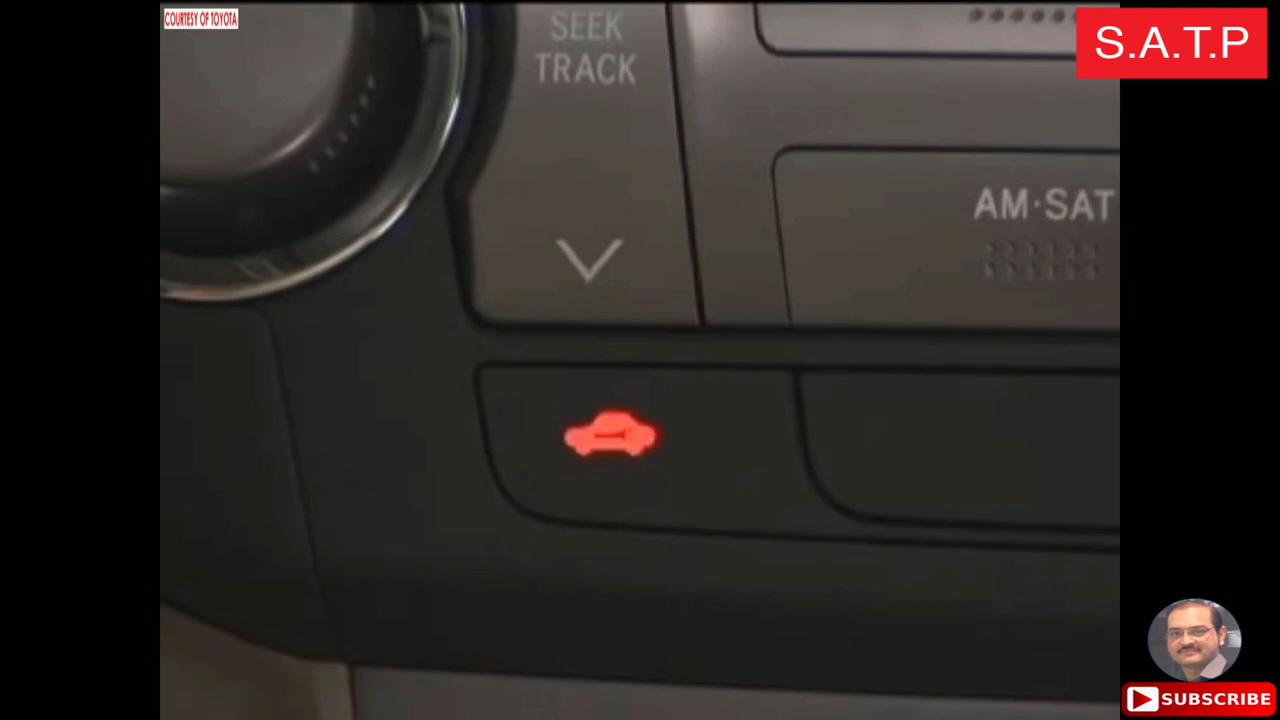 COURTESY OF TOYOTA
S.A.T.P
SEEK
TRACK
AM·SAT
SUBSCRIBE